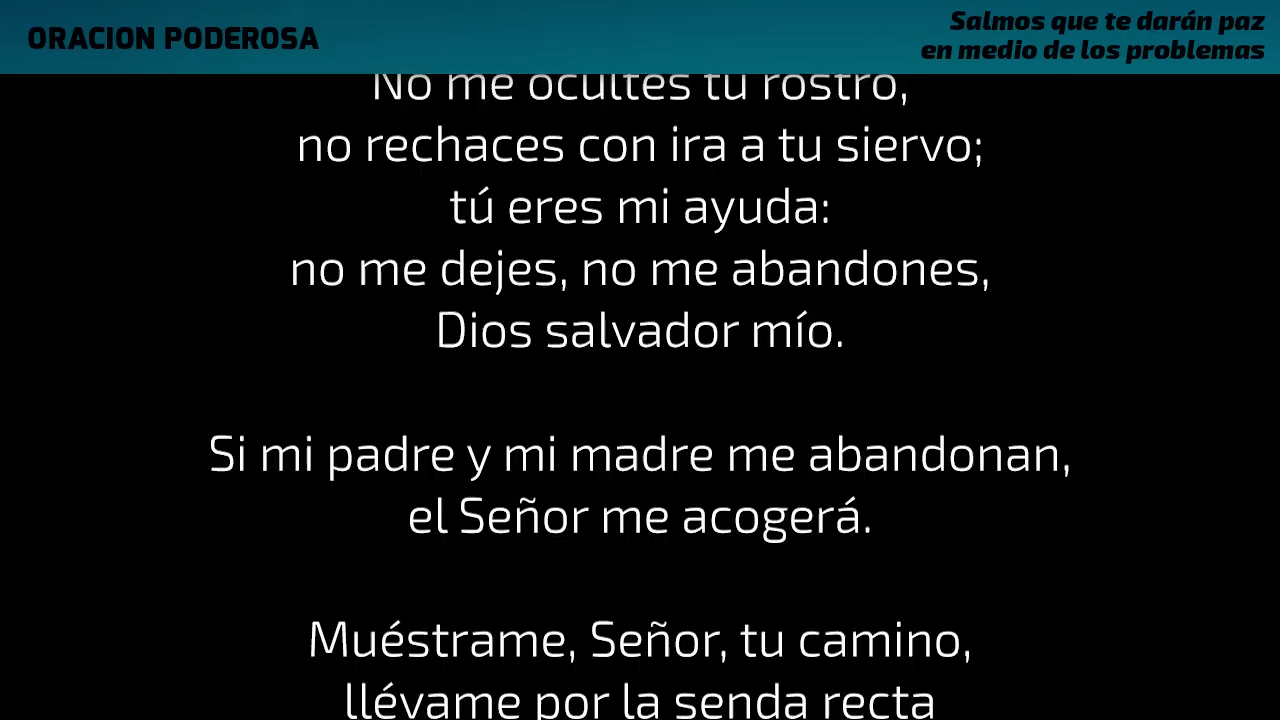 ORACION PODEROSA
Salmos que te darán paz
en medio de los problemas
No me ocultes tu rostro,
no rechaces con ira a tu siervo;
tú eres mi ayuda:
no me dejes, no me abandones,
Dios salvador mío.
Si mi padre y mi madre me abandonan,
el Señor me acogerá.
Muéstrame, Señor, tu camino,
llévame por la senda recta